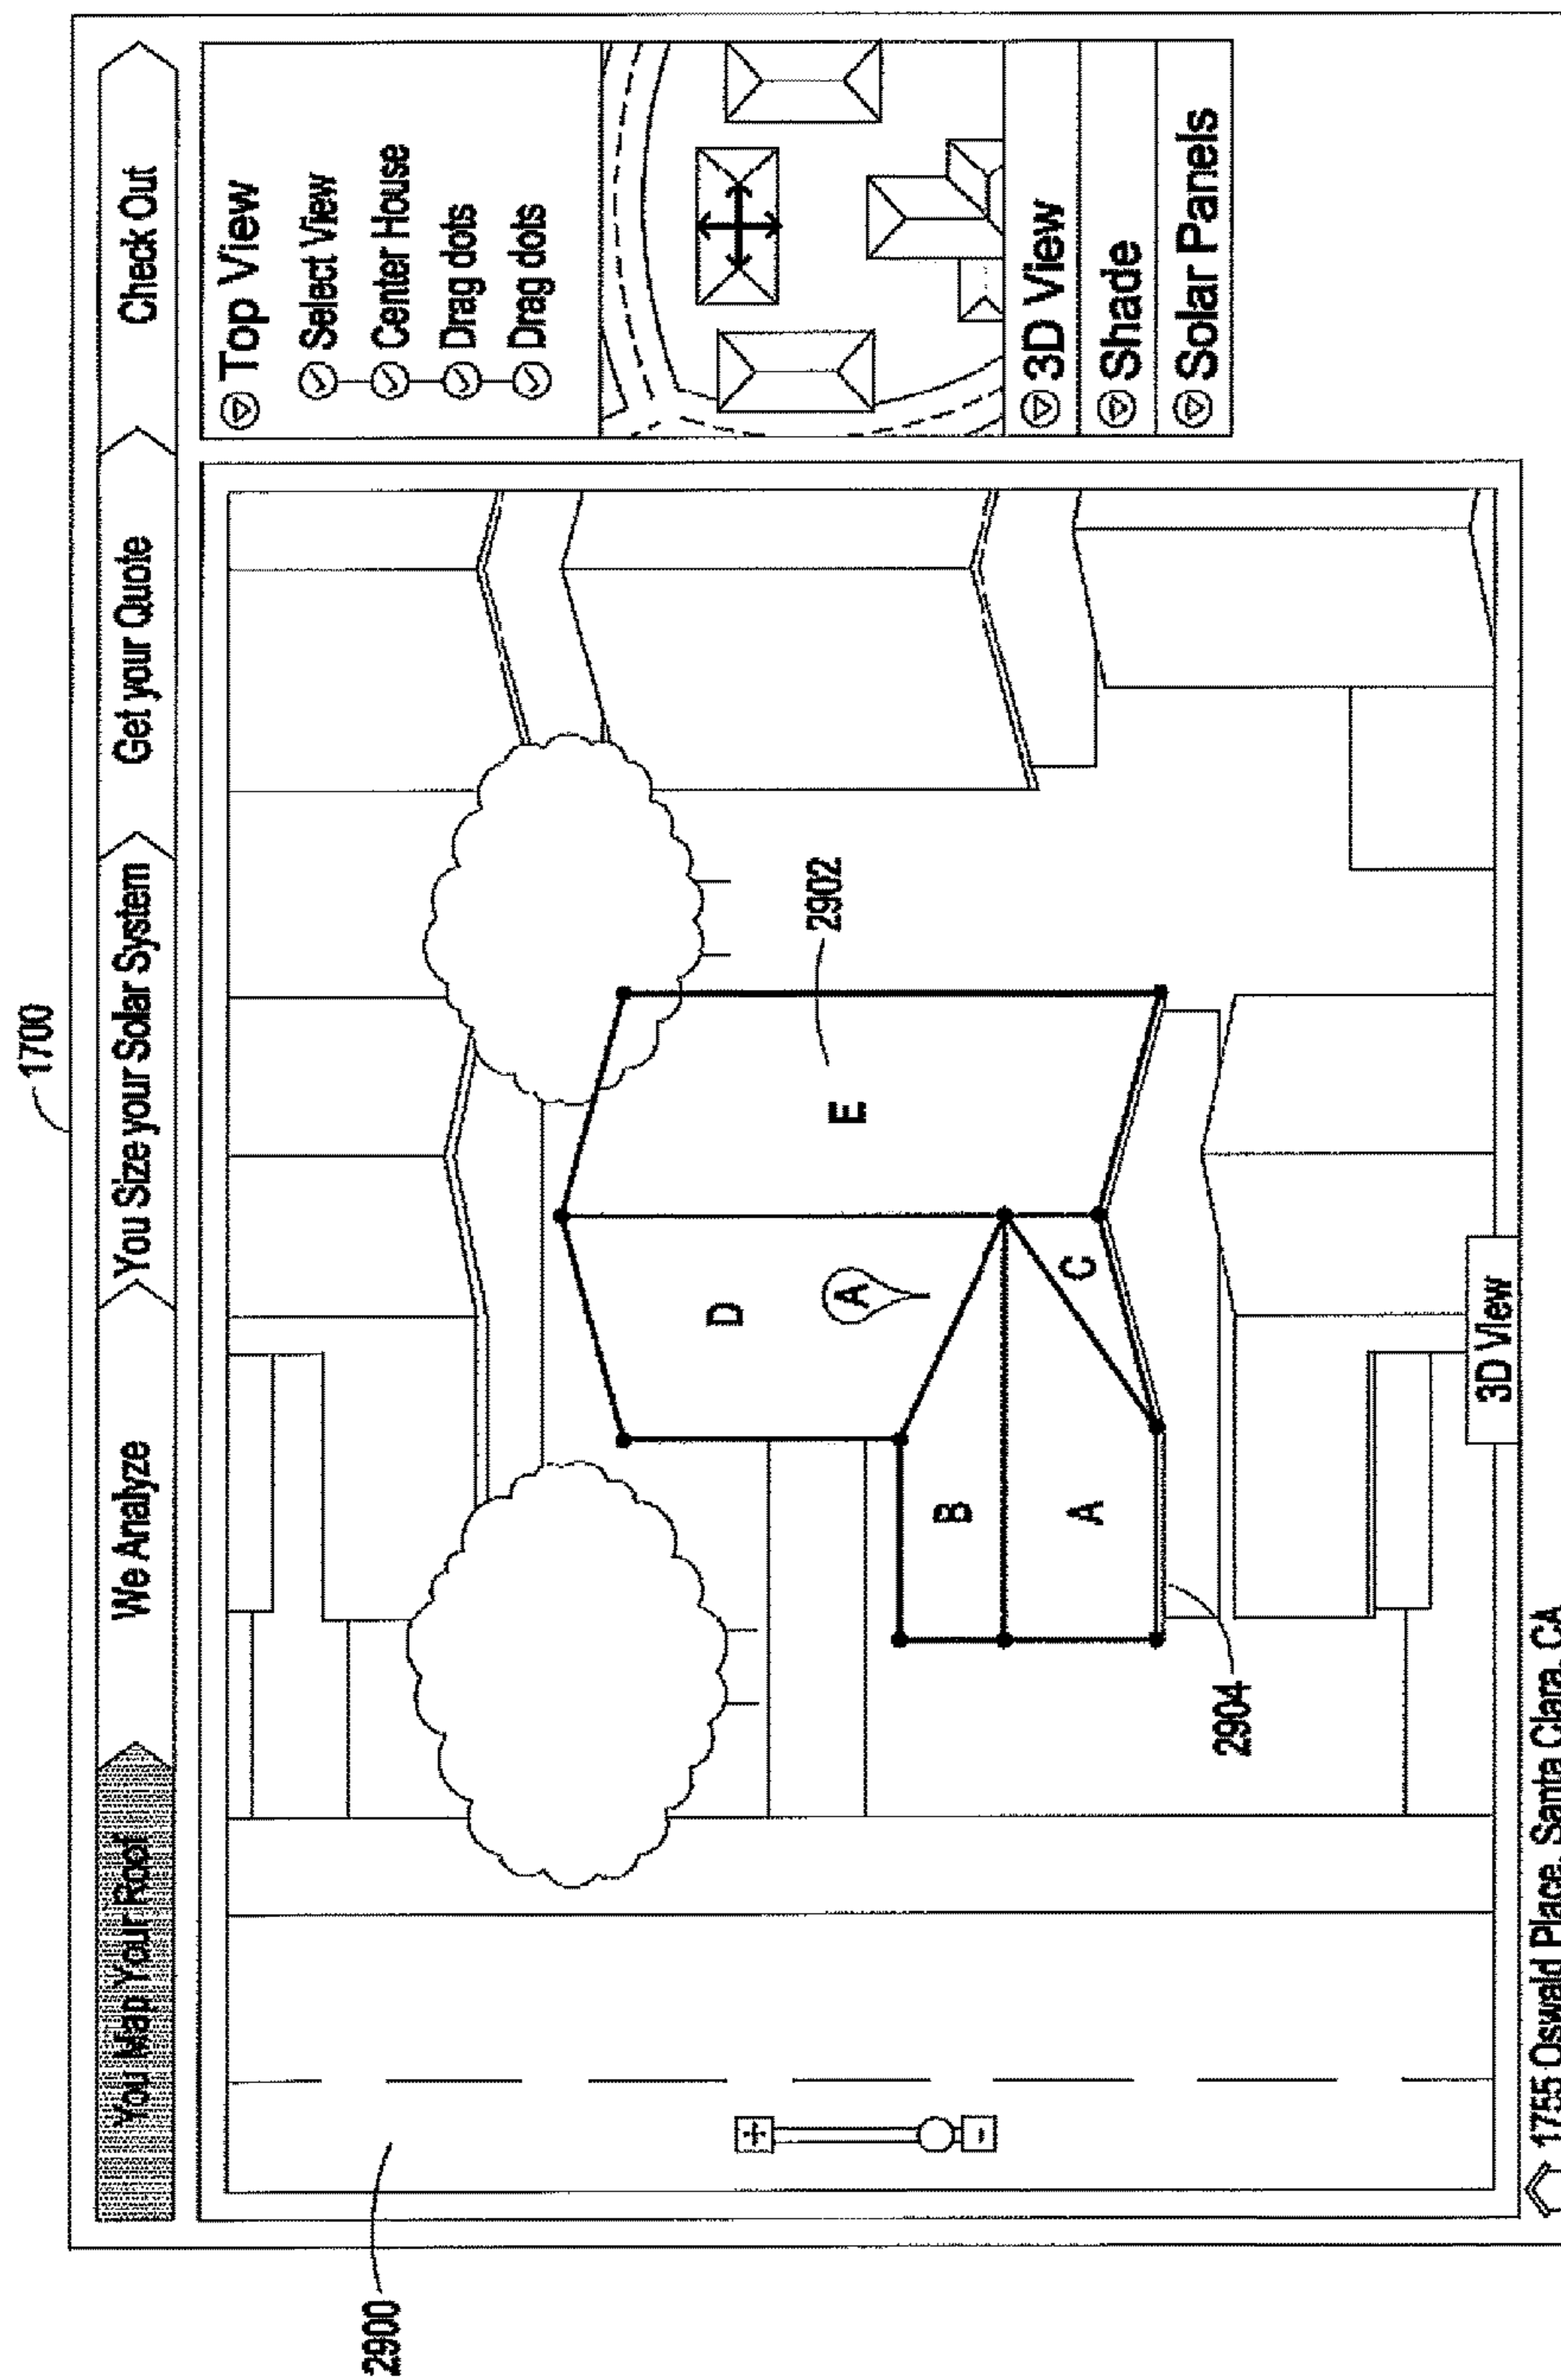 1700
You Map Your Roof
We Analyze
You Size your Solar System
Get your Quote
Check Out
Top View
Select View
Center House
Drag dots
Drag dots
3D View
Shade
Solar Panels
2900
+
-
D
A
E
B
A
C
2902
2904
3D View
1755 Oswald Place, Santa Clara, CA